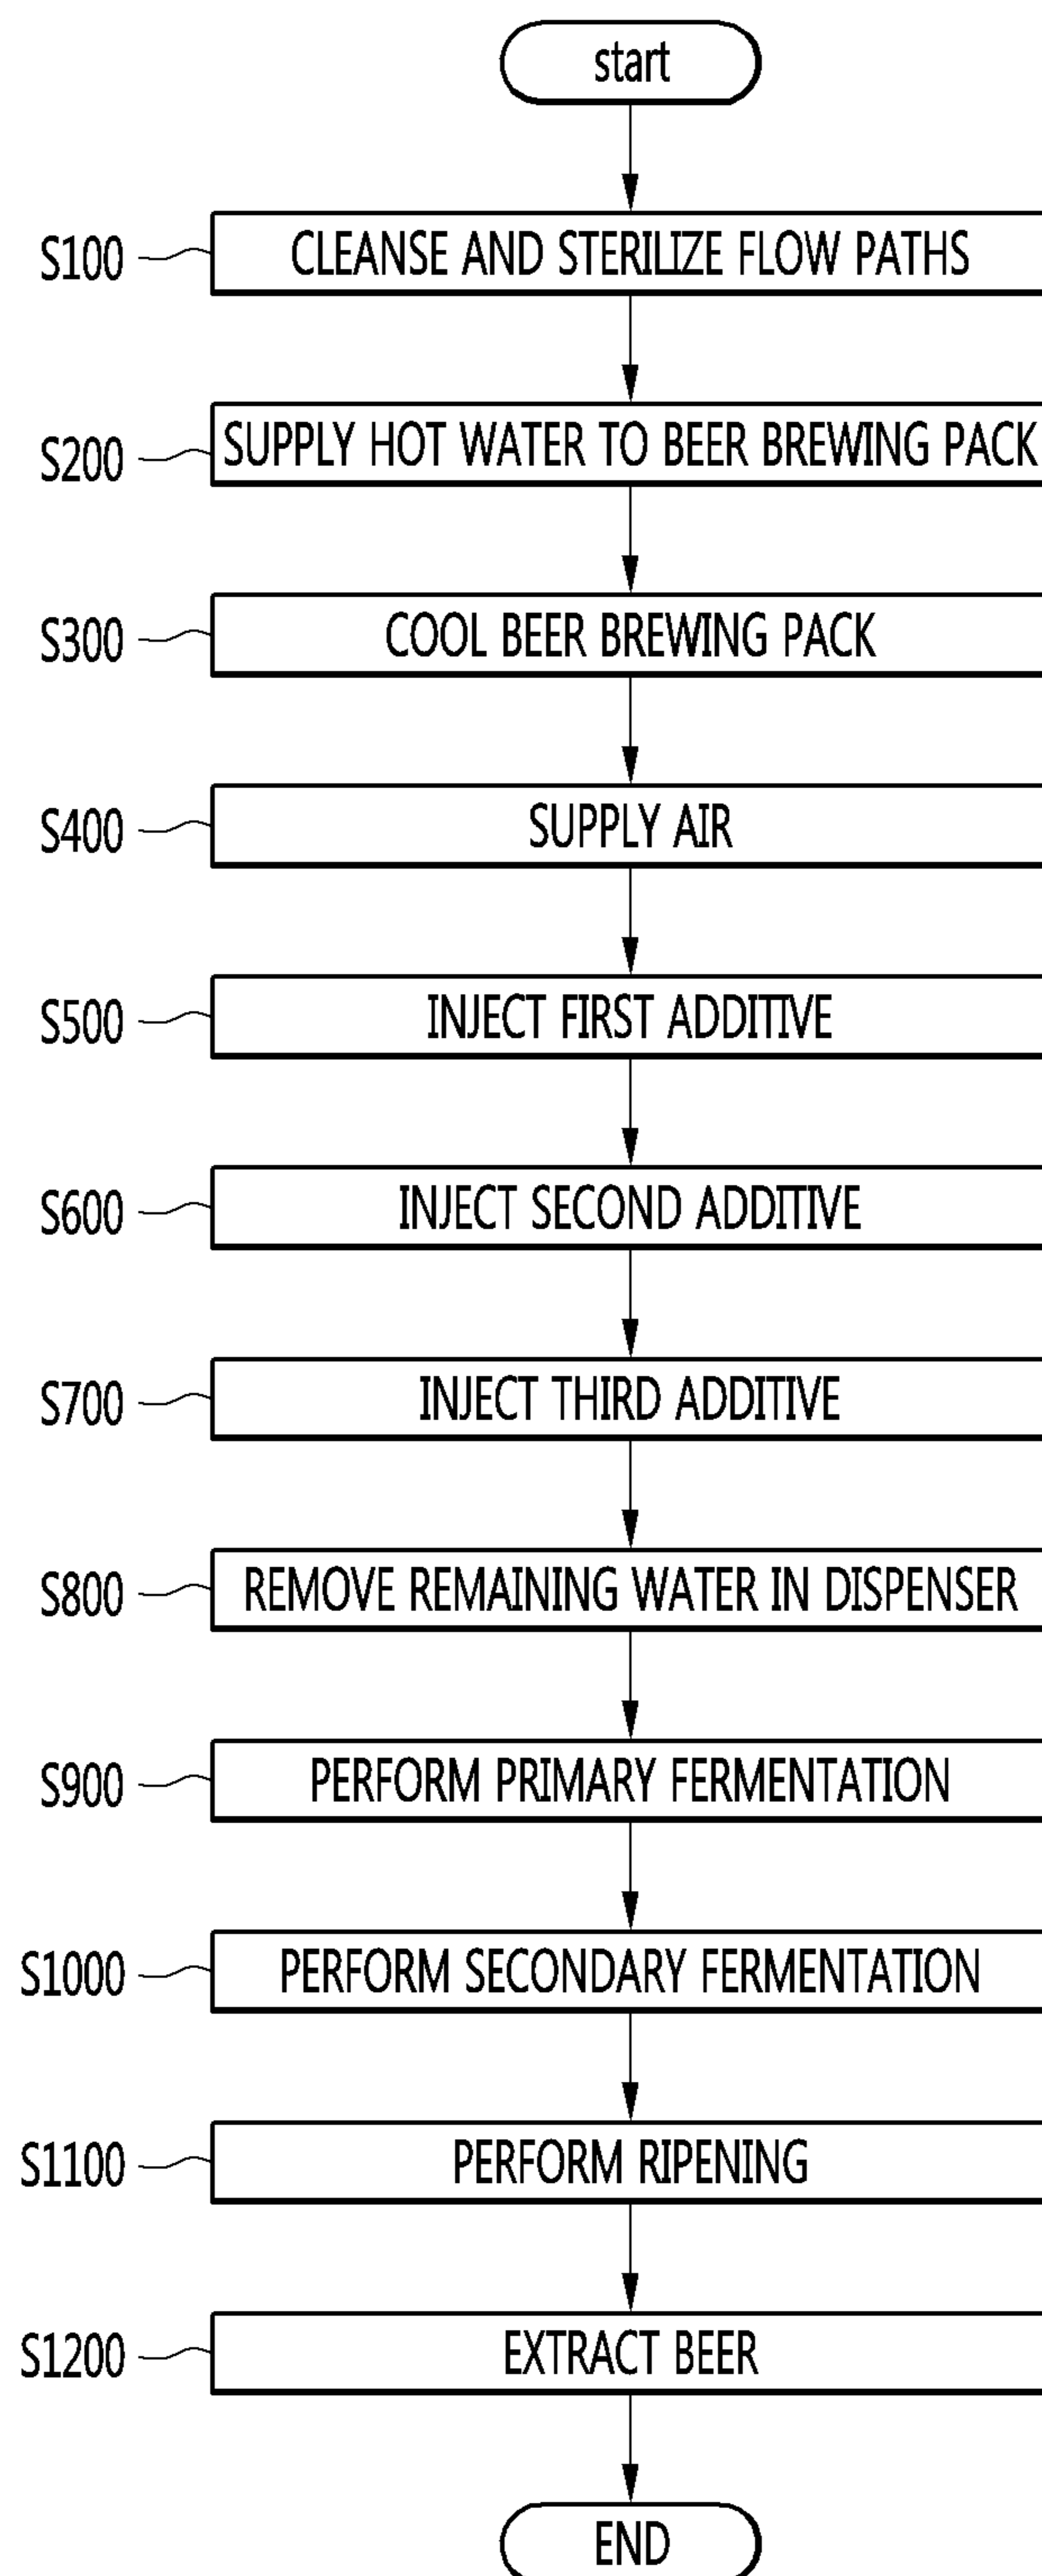 start
S100 CLEANSE AND STERILIZE FLOW PATHS
S200 SUPPLY HOT WATER TO BEER BREWING PACK
S300 COOL BEER BREWING PACK
S400 SUPPLY AIR
S500 INJECT FIRST ADDITIVE
S600 INJECT SECOND ADDITIVE
S700 INJECT THIRD ADDITIVE
S800 REMOVE REMAINING WATER IN DISPENSER
S900 PERFORM PRIMARY FERMENTATION
S1000 PERFORM SECONDARY FERMENTATION
S1100 PERFORM RIPENING
S1200 EXTRACT BEER
END